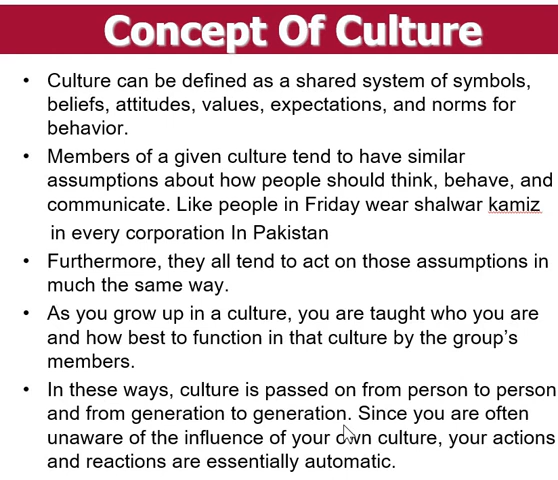 Concept Of Culture
• Culture can be defined as a shared system of symbols,
beliefs, attitudes, values, expectations, and norms for
behavior.
• Members of a given culture tend to have similar
assumptions about how people should think, behave, and
communicate. Like people in Friday wear shalwar kamiz
in every corporation In Pakistan
• Furthermore, they all tend to act on those assumptions in
much the same way.
• As you grow up in a culture, you are taught who you are
and how best to function in that culture by the group's
members.
• In these ways, culture is passed on from person to person
and from generation to generation. Since you are often
unaware of the influence of your own culture, your actions
and reactions are essentially automatic.